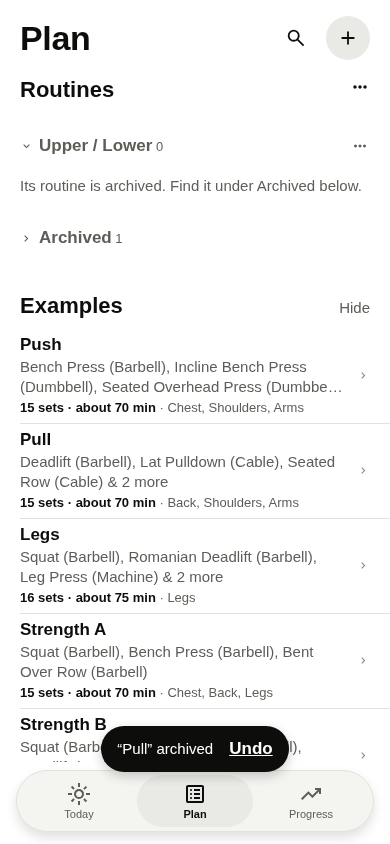 Plan
Routines
Upper / Lower 0
Its routine is archived. Find it under Archived below.
Archived 1
Examples
Hide
Push
Bench Press (Barbell), Incline Bench Press
(Dumbbell), Seated Overhead Press (Dumbbe…
15 sets · about 70 min · Chest, Shoulders, Arms
Pull
Deadlift (Barbell), Lat Pulldown (Cable), Seated
Row (Cable) & 2 more
15 sets · about 70 min · Back, Shoulders, Arms
Legs
Squat (Barbell), Romanian Deadlift (Barbell),
Leg Press (Machine) & 2 more
16 sets · about 75 min · Legs
Strength A
Squat (Barbell), Bench Press (Barbell), Bent
Over Row (Barbell)
15 sets · about 70 min · Chest, Back, Legs
Strength B
Squat
“Pull” archived Undo
Today
Plan
Progress